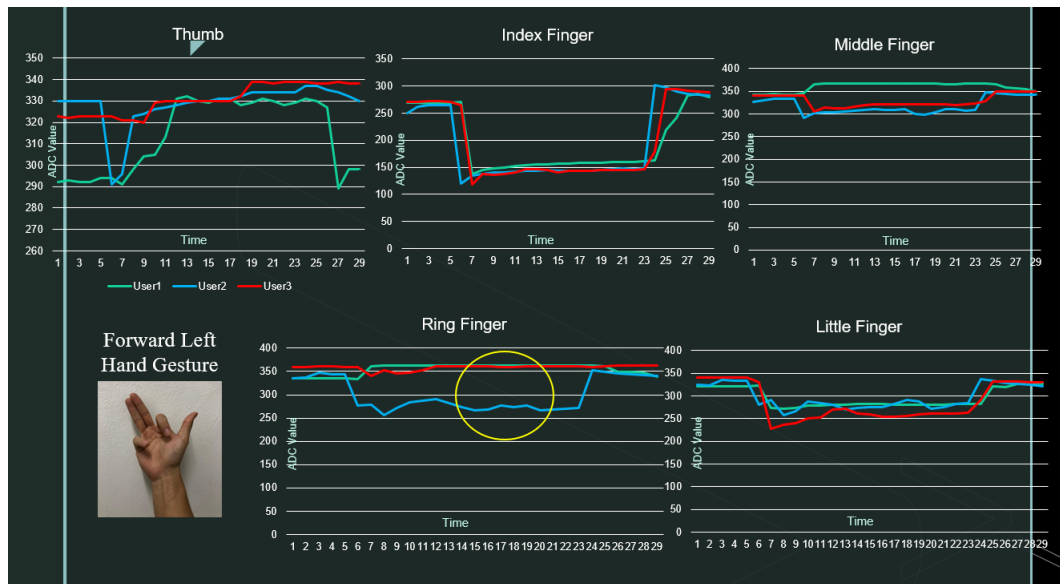 Thumb
350
340
330
320
310
300
290
280
270
260
ADC Value
Time
1 3 5 7 9 11 13 15 17 19 21 23 25 27 29
User1 User2 User3
Index Finger
350
300
250
200
150
100
50
0
ADC Value
Time
1 3 5 7 9 11 13 15 17 19 21 23 25 27 29
Middle Finger
400
350
300
250
200
150
100
50
0
ADC Value
Time
1 3 5 7 9 11 13 15 17 19 21 23 25 27 29
Forward Left
Hand Gesture
Ring Finger
400
350
300
250
200
150
100
50
0
ADC Value
Time
1 2 3 4 5 6 7 8 9 10 11 12 13 14 15 16 17 18 19 20 21 22 23 24 25 26 27 28 29
Little Finger
400
350
300
250
200
150
100
50
0
ADC Value
Time
1 2 3 4 5 6 7 8 9 10 11 12 13 14 15 16 17 18 19 20 21 22 23 24 25 26 27 28 29